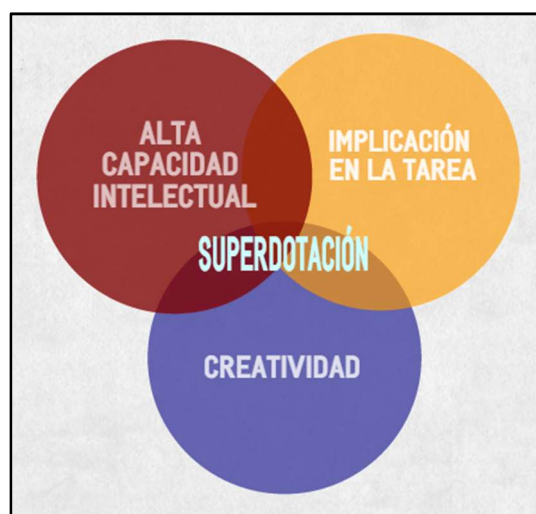 ALTA
CAPACIDAD
INTELECTUAL
IMPLICACIÓN
EN LA TAREA
SUPERDOTACIÓN
CREATIVIDAD